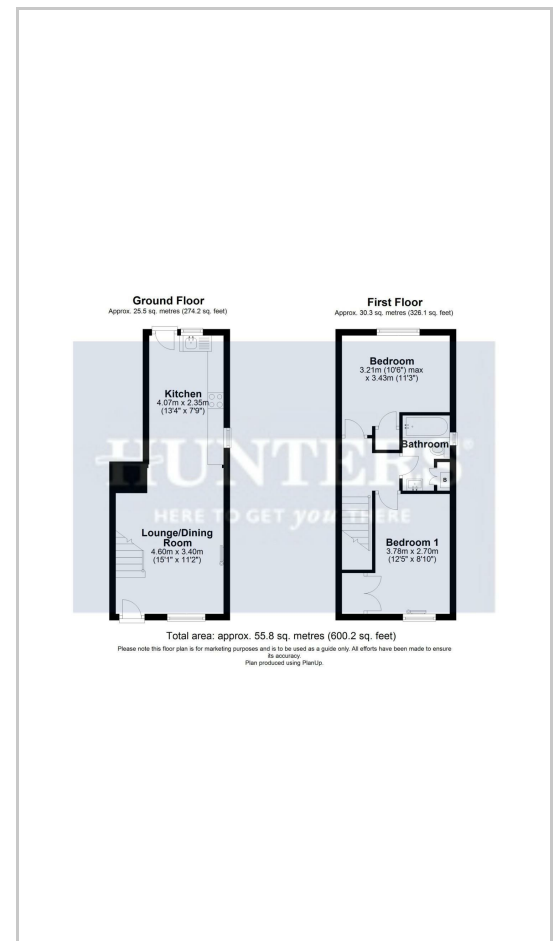 Ground Floor
Approx. 25.5 sq. metres (274.2 sq. feet)
Kitchen
4.07m x 2.35m
(13'4" x 7'9")
Lounge/Dining
Room
4.60m x 3.40m
(15'1" x 11'2")
First Floor
Approx. 30.3 sq. metres (326.1 sq. feet)
Bedroom
3.21m (10'6") max
x 3.43m (11'3")
Bathroom
B
Bedroom 1
3.78m x 2.70m
(12'5" x 8'10")
HUNTERS
HERE TO GET you THERE
Total area: approx. 55.8 sq. metres (600.2 sq. feet)
Please note this floor plan is for marketing purposes and is to be used as a guide only. All efforts have been made to ensure
its accuracy.
Plan produced using PlanUp.